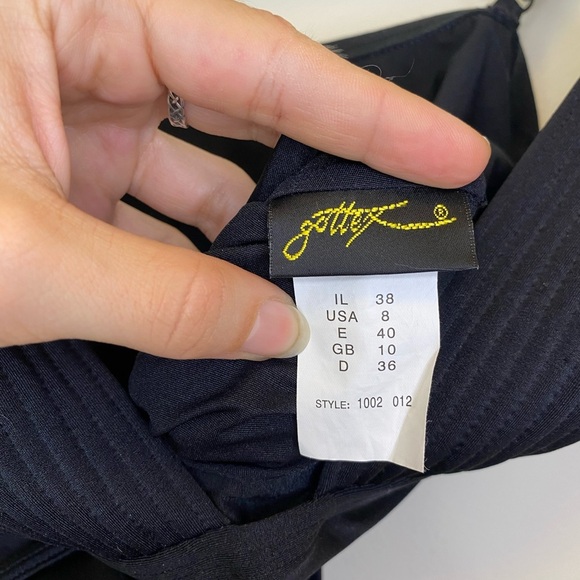 gottex ®
IL 38
USA 8
E 40
GB 10
D 36
STYLE: 1002 012